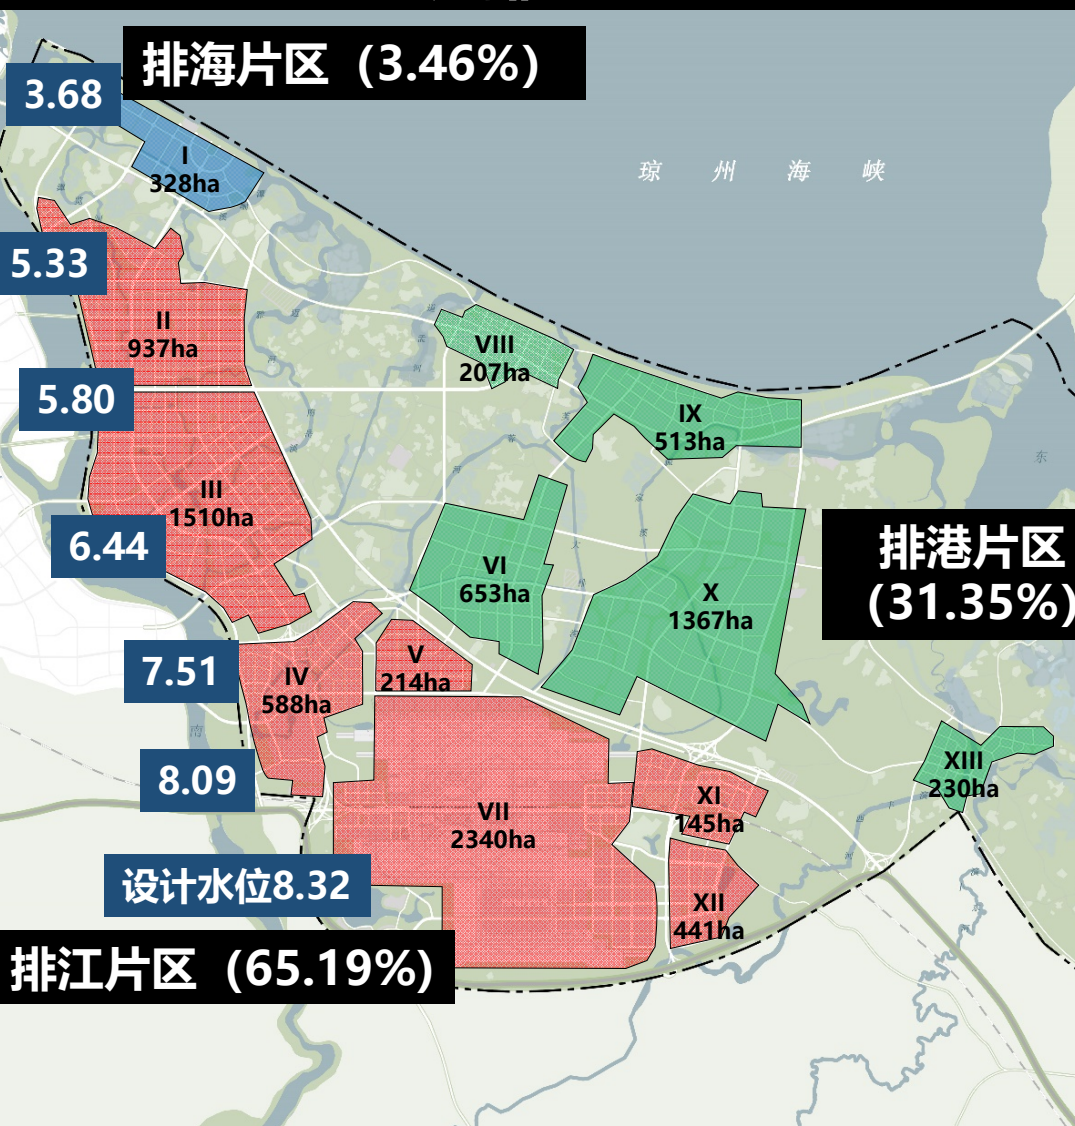 排海片区（3.46%）
3.68
I
328ha
琼州海峡
5.33
II
937ha
VIII
207ha
5.80
IX
513ha
东
III
1510ha
6.44
排港片区
（31.35%）
VI
653ha
X
1367ha
V
214ha
7.51
IV
588ha
南
8.09
XIII
230ha
VII
2340ha
XI
145ha
设计水位8.32
XII
441ha
排江片区（65.19%）